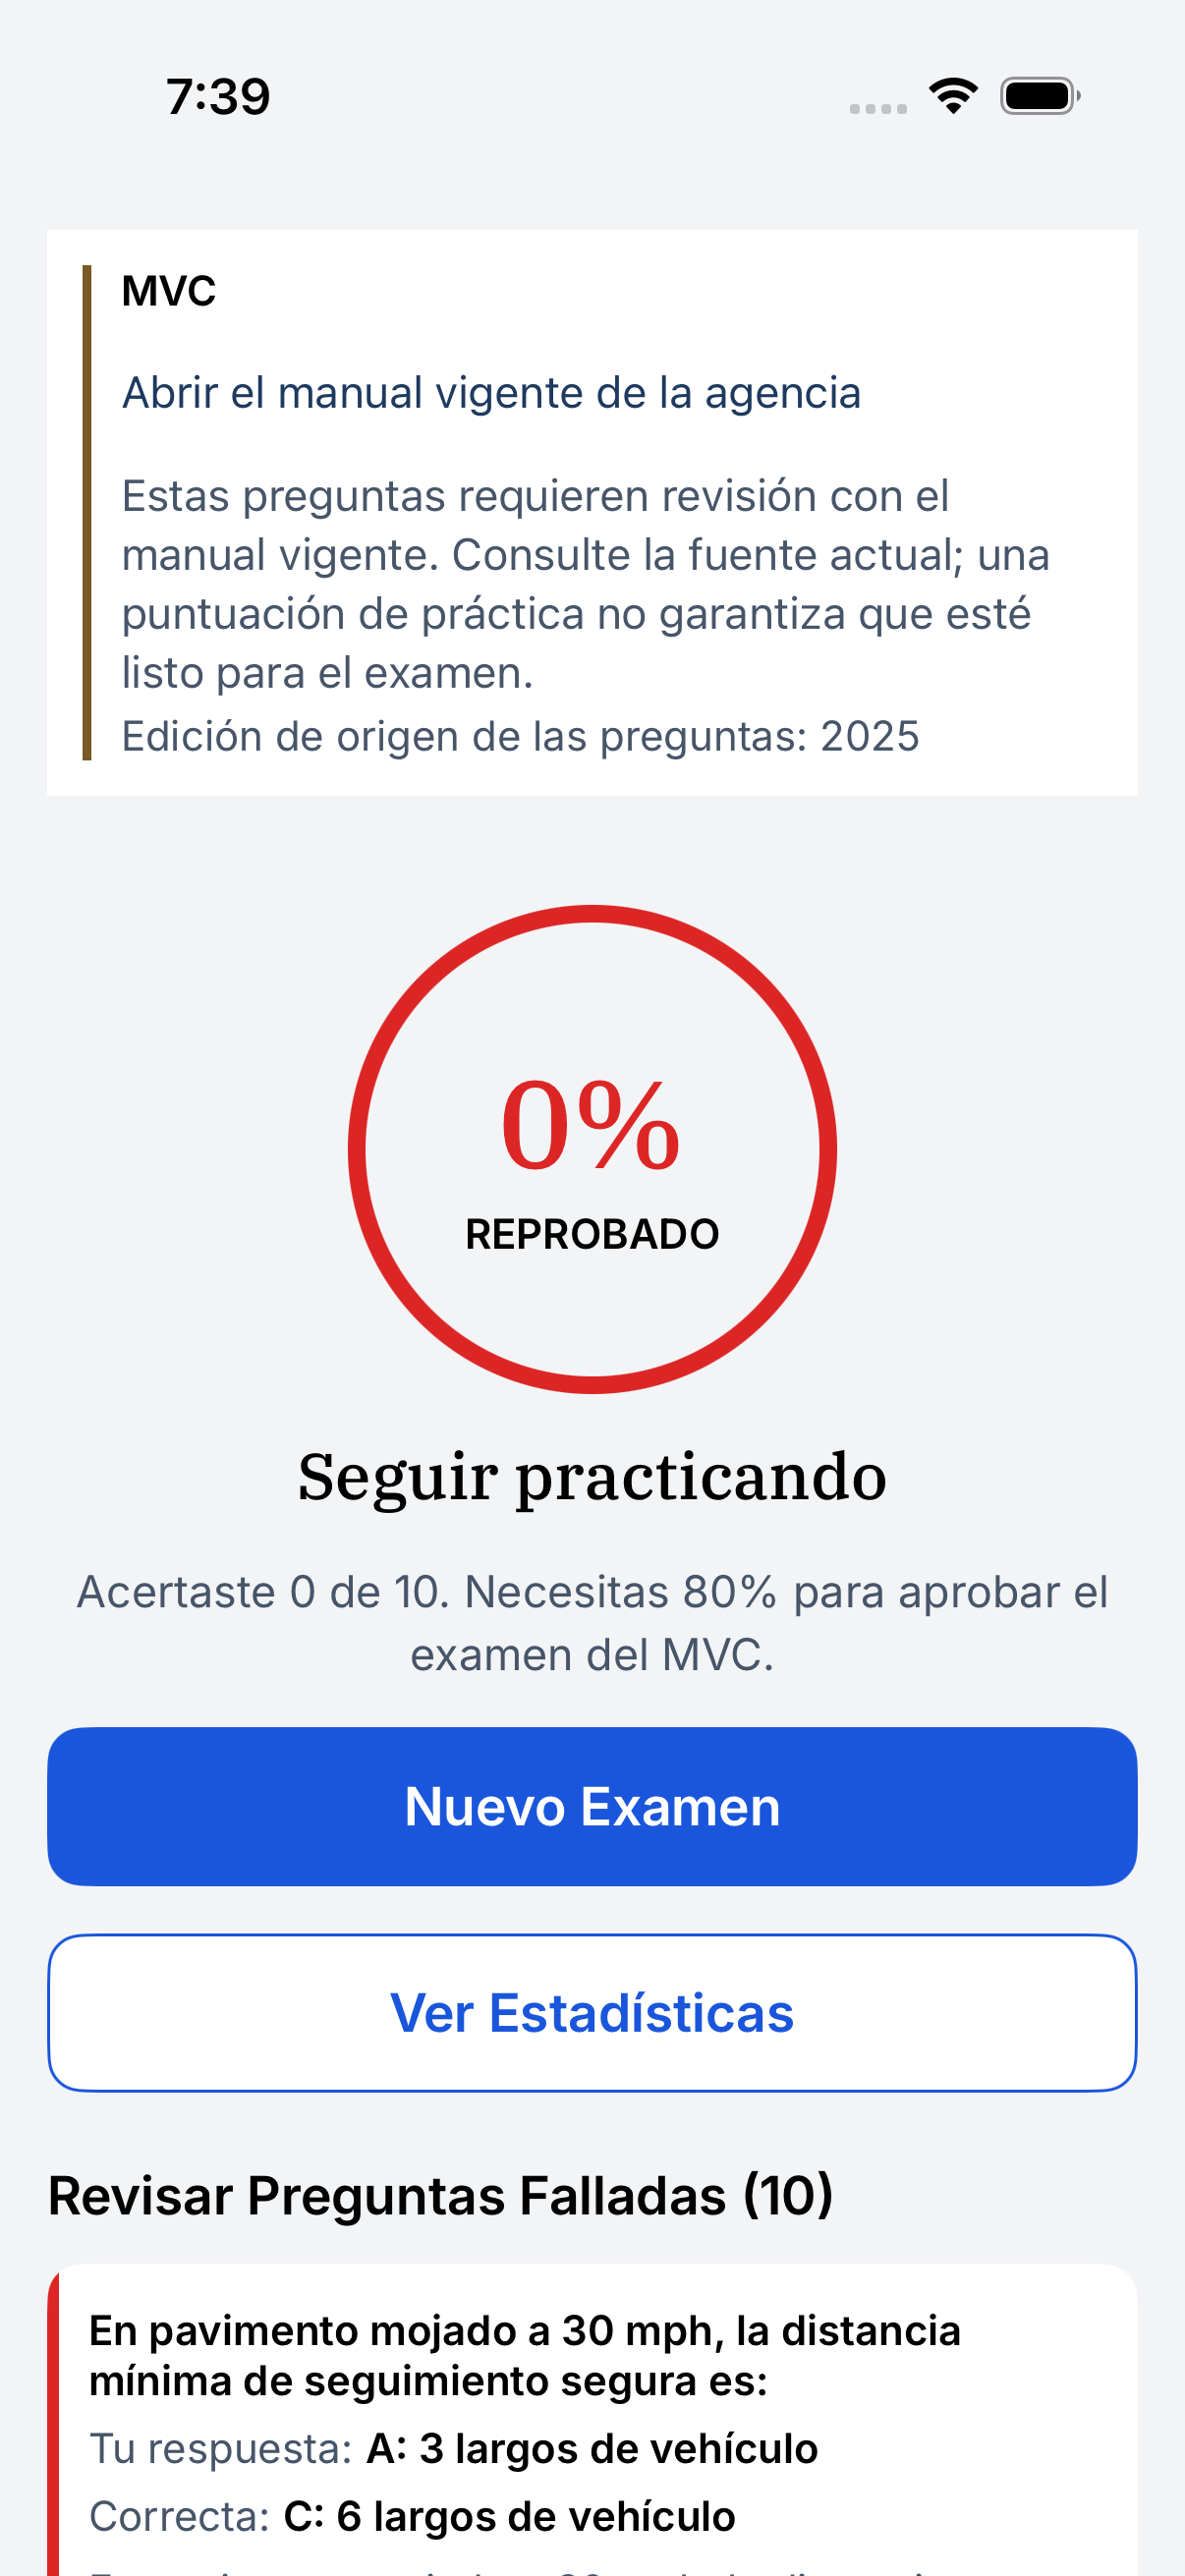 7:39
MVC
Abrir el manual vigente de la agencia
Estas preguntas requieren revisión con el
manual vigente. Consulte la fuente actual; una
puntuación de práctica no garantiza que esté
listo para el examen.
Edición de origen de las preguntas: 2025
0%
REPROBADO
Seguir practicando
Acertaste 0 de 10. Necesitas 80% para aprobar el
examen del MVC.
Nuevo Examen
Ver Estadísticas
Revisar Preguntas Falladas (10)
En pavimento mojado a 30 mph, la distancia
mínima de seguimiento segura es:
Tu respuesta: A: 3 largos de vehículo
Correcta: C: 6 largos de vehículo